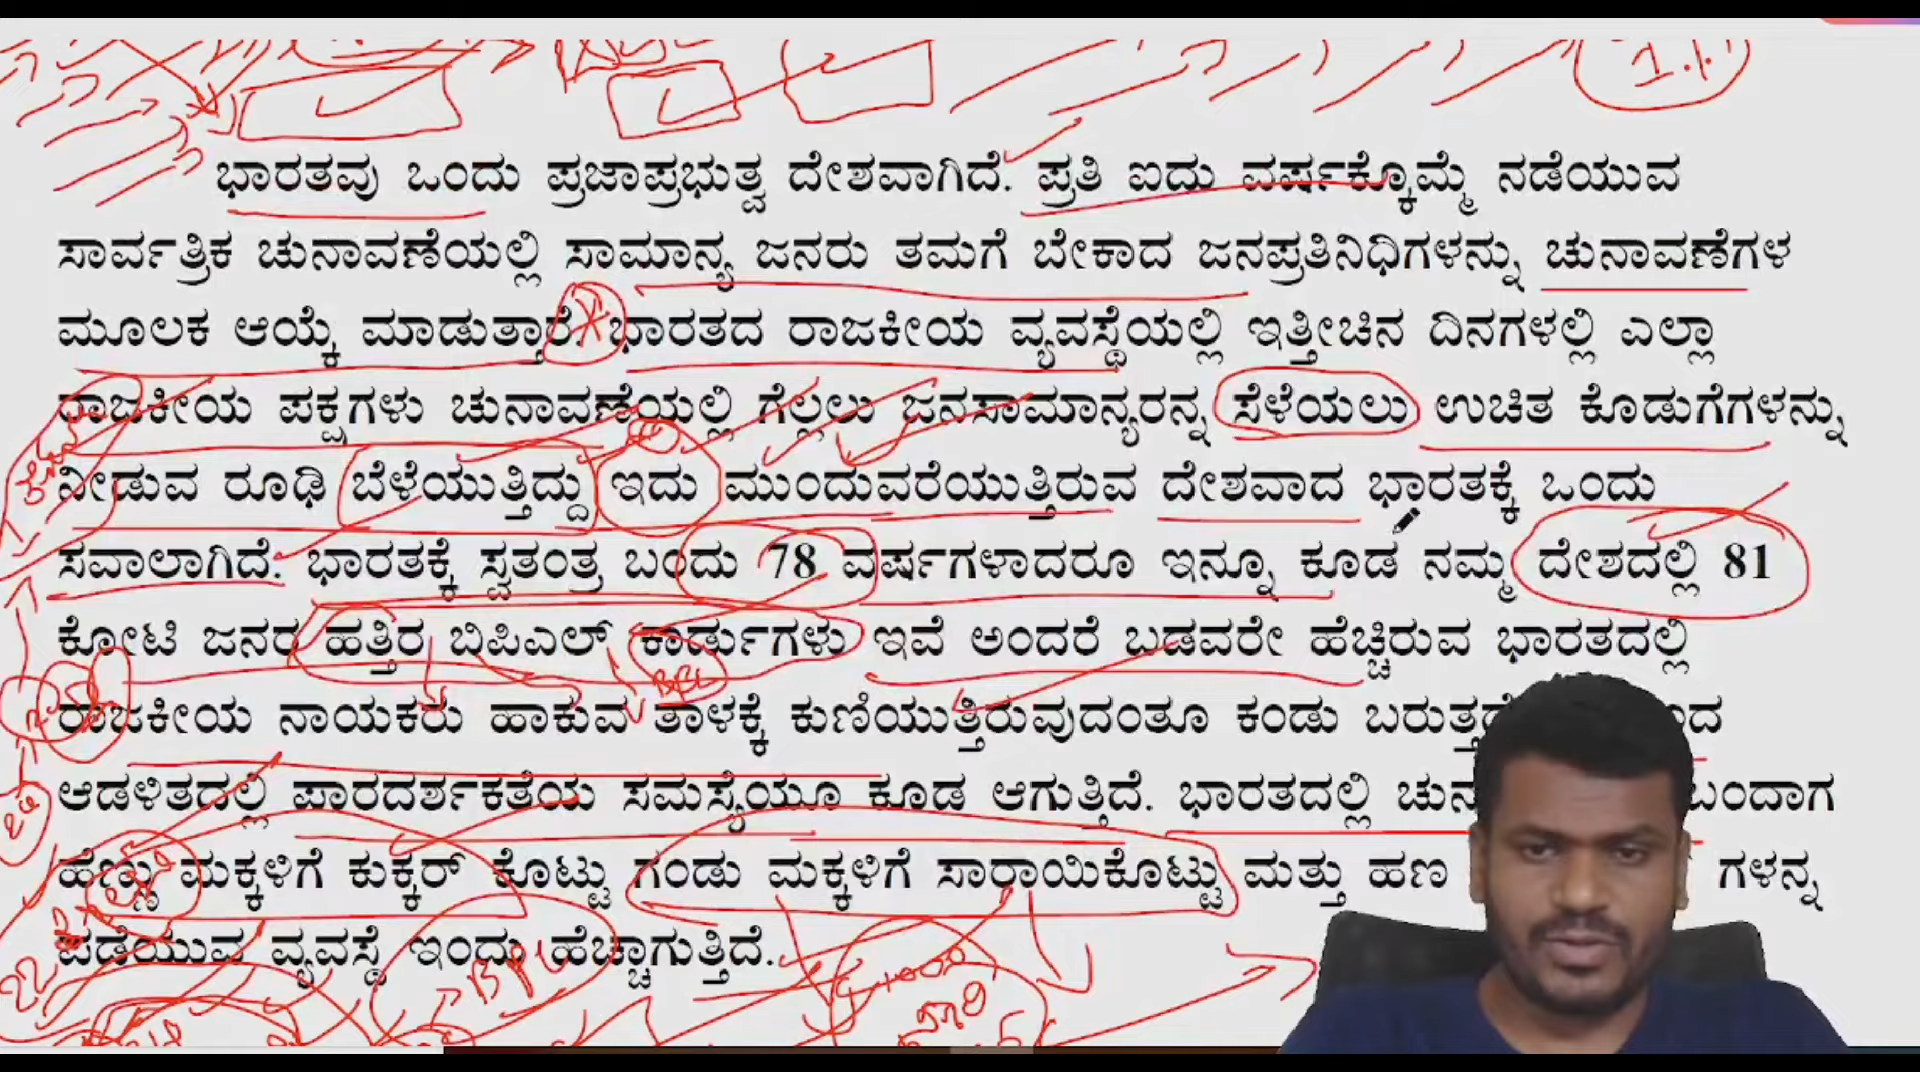 1.1.
ಭಾರತವು ಒಂದು ಪ್ರಜಾಪ್ರಭುತ್ವ ದೇಶವಾಗಿದೆ. ಪ್ರತಿ ಐದು ವರ್ಷಕ್ಕೊಮ್ಮೆ ನಡೆಯುವ
ಸಾರ್ವತ್ರಿಕ ಚುನಾವಣೆಯಲ್ಲಿ ಸಾಮಾನ್ಯ ಜನರು ತಮಗೆ ಬೇಕಾದ ಜನಪ್ರತಿನಿಧಿಗಳನ್ನು ಚುನಾವಣೆಗಳ
ಮೂಲಕ ಆಯ್ಕೆ ಮಾಡುತ್ತಾರೆ. ಭಾರತದ ರಾಜಕೀಯ ವ್ಯವಸ್ಥೆಯಲ್ಲಿ ಇತ್ತೀಚಿನ ದಿನಗಳಲ್ಲಿ ಎಲ್ಲಾ
ರಾಜಕೀಯ ಪಕ್ಷಗಳು ಚುನಾವಣೆಯಲ್ಲಿ ಗೆಲ್ಲಲು ಜನಸಾಮಾನ್ಯರನ್ನ ಸೆಳೆಯಲು ಉಚಿತ ಕೊಡುಗೆಗಳನ್ನು
ನೀಡುವ ರೂಢಿ ಬೆಳೆಯುತ್ತಿದ್ದು ಇದು ಮುಂದುವರೆಯುತ್ತಿರುವ ದೇಶವಾದ ಭಾರತಕ್ಕೆ ಒಂದು
ಸವಾಲಾಗಿದೆ. ಭಾರತಕ್ಕೆ ಸ್ವತಂತ್ರ ಬಂದು 78 ವರ್ಷಗಳಾದರೂ ಇನ್ನೂ ಕೂಡ ನಮ್ಮ ದೇಶದಲ್ಲಿ 81
ಕೋಟಿ ಜನರ ಹತ್ತಿರ ಬಿಪಿಎಲ್ ಕಾರ್ಡುಗಳು ಇವೆ ಅಂದರೆ ಬಡವರೇ ಹೆಚ್ಚಿರುವ ಭಾರತದಲ್ಲಿ
BPL
ರಾಜಕೀಯ ನಾಯಕರು ಹಾಕುವ ತಾಳಕ್ಕೆ ಕುಣಿಯುತ್ತಿರುವುದಂತೂ ಕಂಡು
ಆಡಳಿತದಲ್ಲಿ ಪಾರದರ್ಶಕತೆಯ ಸಮಸ್ಯೆಯೂ ಕೂಡ ಆಗುತ್ತಿದೆ. ಭಾರತದಲ್ಲಿ ಬಂದಾಗ
ಹೆಣ್ಣು ಮಕ್ಕಳಿಗೆ ಕುಕ್ಕರ್ ಕೊಟ್ಟು ಗಂಡು ಮಕ್ಕಳಿಗೆ ಸಾರಾಯಿಕೊಟ್ಟು ಮತ್ತು ಹಣ ಗಳನ್ನ
ಪಡೆಯುವ ವ್ಯವಸ್ಥೆ ಇಂದು ಹೆಚ್ಚಾಗುತ್ತಿದೆ.
BPL